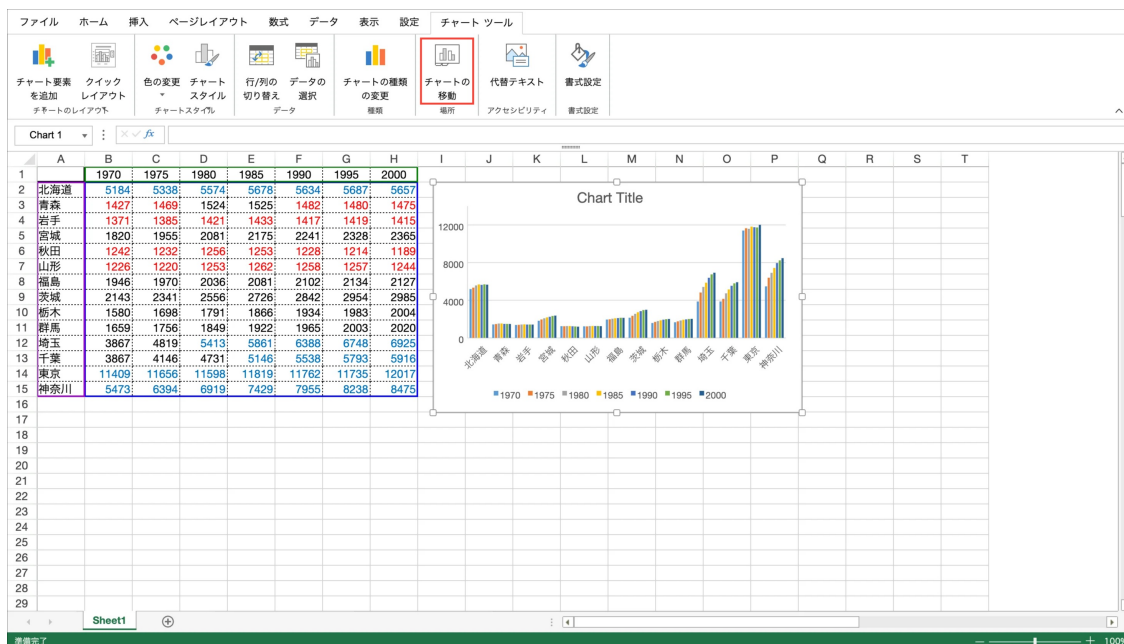 ファイル ホーム 挿入 ページレイアウト 数式 データ 表示 設定 チャート ツール
チャート要素 クイック 色の変更 チャート 行/列の データの チャートの種類 チャートの 代替テキスト 書式設定
を追加 レイアウト スタイル 切り替え 選択 の変更 移動
チャートのレイアウト チャートスタイル データ 種類 場所 アクセシビリティ 書式設定
Chart 1 fx
A B C D E F G H I J K L M N O P Q R S T
1 1970 1975 1980 1985 1990 1995 2000
2 北海道 5184 5338 5574 5678 5634 5687 5657
3 青森 1427 1469 1524 1525 1482 1480 1475
4 岩手 1371 1385 1421 1433 1417 1419 1415
5 宮城 1820 1955 2081 2175 2241 2328 2365
6 秋田 1242 1232 1256 1253 1228 1214 1189
7 山形 1226 1220 1253 1262 1258 1257 1244
8 福島 1946 1970 2036 2081 2102 2134 2127
9 茨城 2143 2341 2556 2726 2842 2954 2985
10 栃木 1580 1698 1791 1866 1934 1983 2004
11 群馬 1659 1756 1849 1922 1965 2003 2020
12 埼玉 3867 4819 5413 5861 6388 6748 6925
13 千葉 3867 4146 4731 5146 5538 5793 5916
14 東京 11409 11656 11598 11819 11762 11735 12017
15 神奈川 5473 6394 6919 7429 7955 8238 8475
16
17
18
19
20
21
22
23
24
25
26
27
28
29
Chart Title
12000
8000
4000
0
北海道 青森 岩手 宮城 秋田 山形 福島 茨城 栃木 群馬 埼玉 千葉 東京 神奈川
1970 1975 1980 1985 1990 1995 2000
Sheet1
準備完了 100%